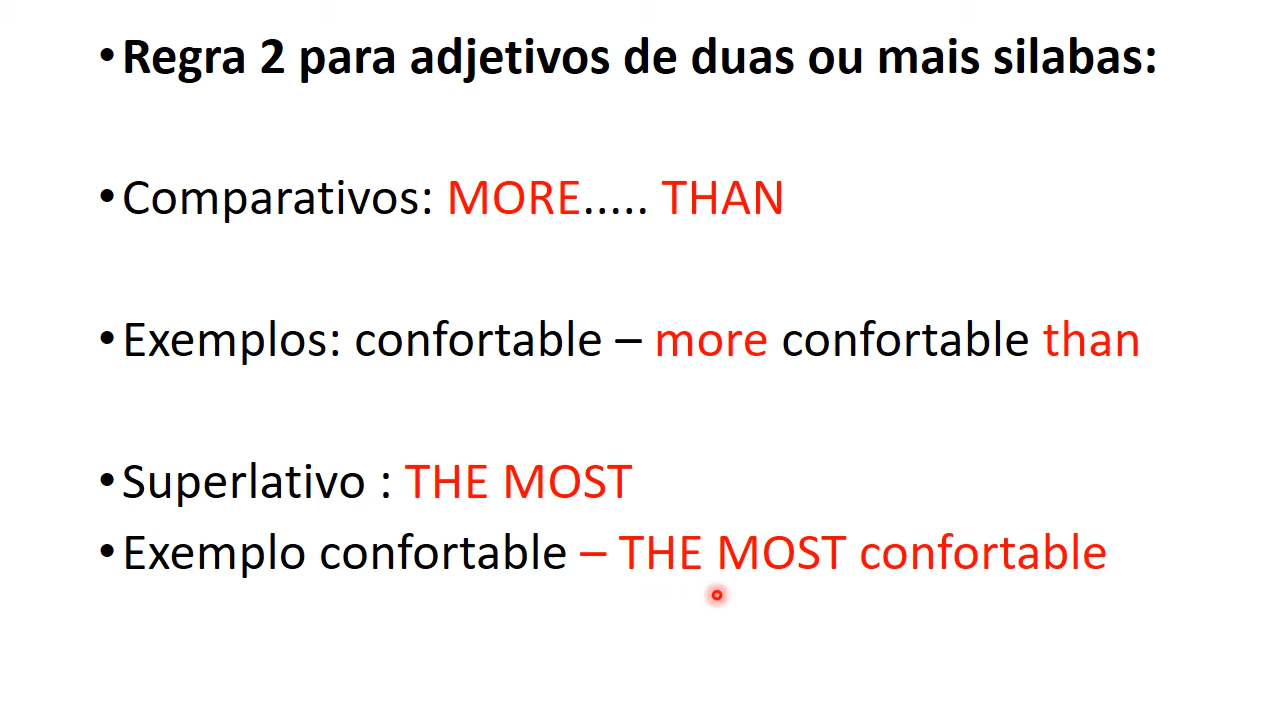 • Regra 2 para adjetivos de duas ou mais silabas:
• Comparativos: MORE..... THAN
• Exemplos: confortable – more confortable than
• Superlativo : THE MOST
• Exemplo confortable – THE MOST confortable